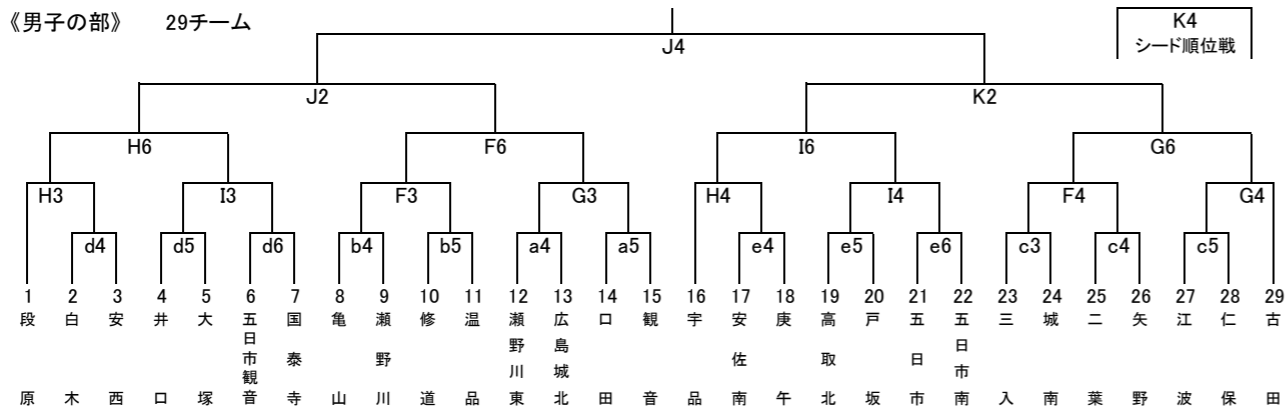 《男子の部》 29チーム
K4
シード順位戦
J4
J2 K2
H6 F6 I6 G6
H3 I3 F3 G3 H4 I4 F4 G4
d4 d5 d6 b4 b5 a4 a5 e4 e5 e6 c3 c4 c5
1 2 3 4 5 6 7 8 9 10 11 12 13 14 15 16 17 18 19 20 21 22 23 24 25 26 27 28 29
段原
白木
安西
井口
大塚
五日市観音
国泰寺
亀山
瀬野川
修道
温品
瀬野川東
広島城北
口田
観音
宇品
安佐南
庚午
高取北
戸坂
五日市
五日市南
三入
城南
二葉
矢野
江波
仁保
古田